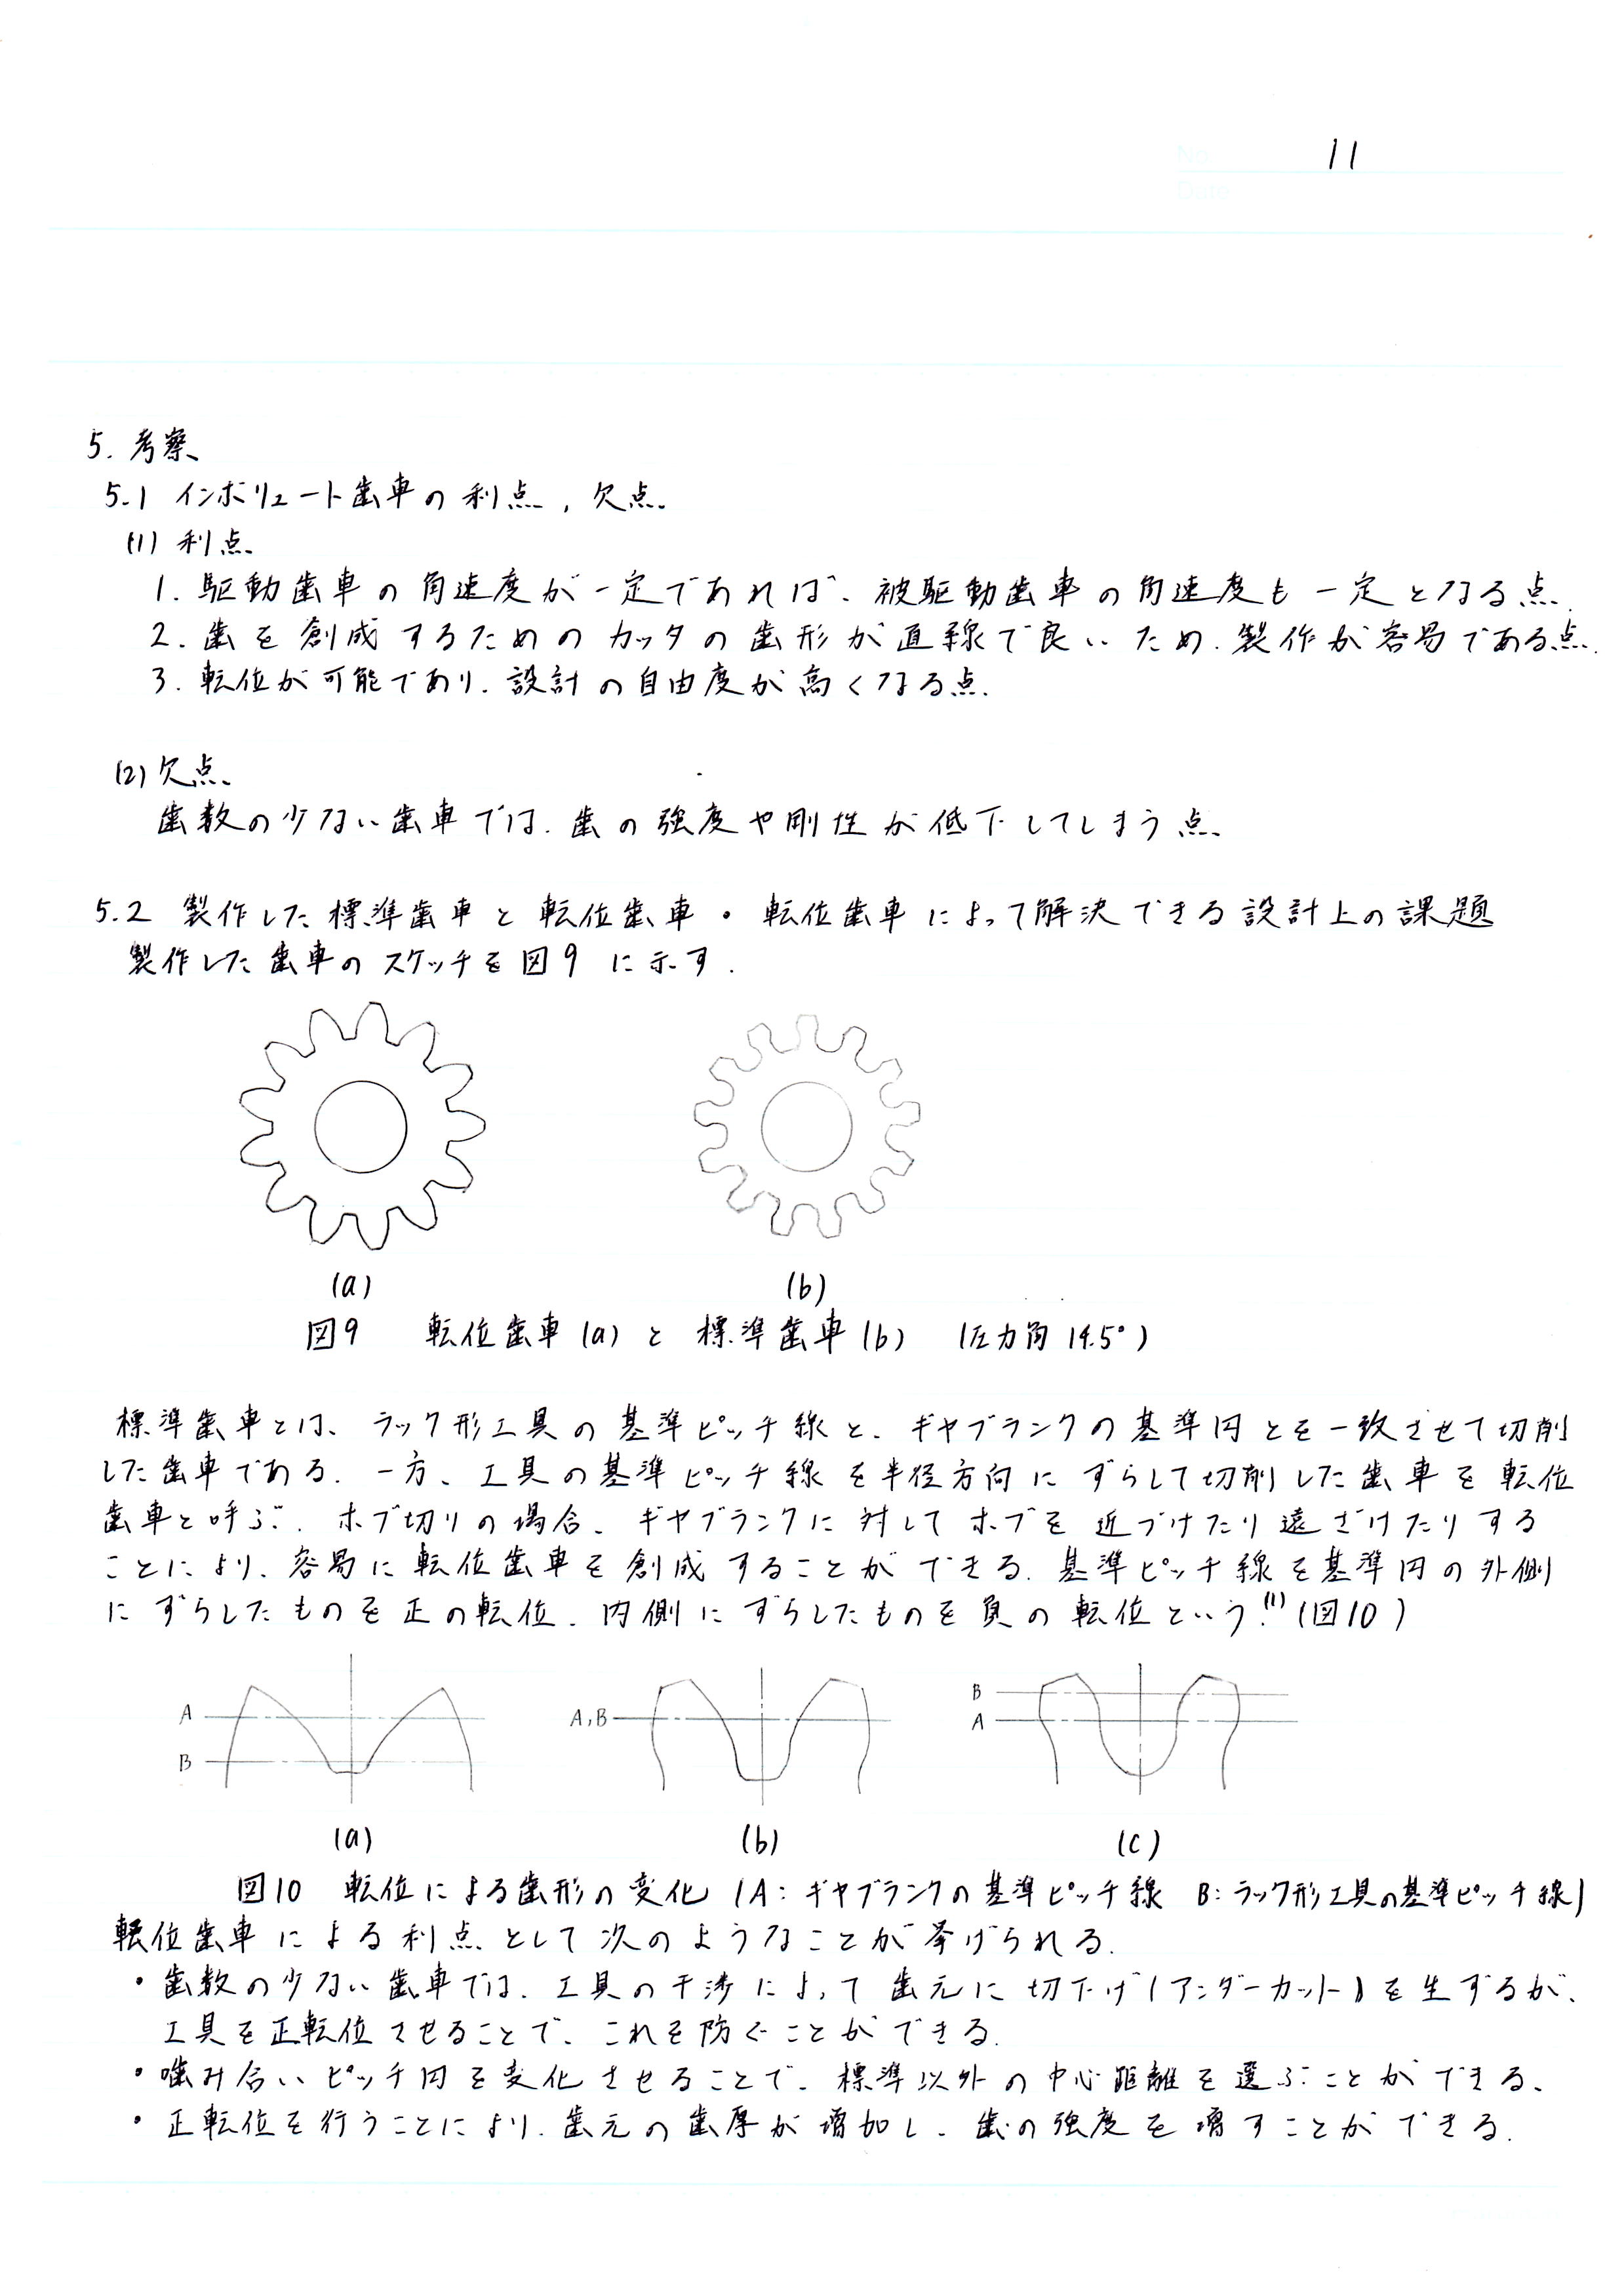 No. 11
Date
5. 考察
5.1 インボリュート歯車の利点，欠点
(1) 利点
1. 駆動歯車の角速度が一定であれば、被駆動歯車の角速度も一定となる点.
2. 歯を創成するためのカッタの歯形が直線で良いため、製作が容易である点.
3. 転位が可能であり、設計の自由度が高くなる点.
(2) 欠点
歯数の少ない歯車では、歯の強度や剛性が低下してしまう点.
5.2 製作した標準歯車と転位歯車・転位歯車によって解決できる設計上の課題
製作した歯車のスケッチを図9に示す.
(a) (b)
図9 転位歯車(a)と標準歯車(b) (圧力角14.5°)
標準歯車とは、ラック形工具の基準ピッチ線と、ギヤブランクの基準円とを一致させて切削
した歯車である. 一方、工具の基準ピッチ線を半径方向にずらして切削した歯車を転位
歯車と呼ぶ. ホブ切りの場合、ギヤブランクに対してホブを近づけたり遠ざけたりする
ことにより、容易に転位歯車を創成することができる. 基準ピッチ線を基準円の外側
にずらしたものを正の転位、内側にずらしたものを負の転位という.(1)(図10)
A B
A,B
B A
(a) (b) (c)
図10 転位による歯形の変化 (A: ギヤブランクの基準ピッチ線 B: ラック形工具の基準ピッチ線)
転位歯車による利点として次のようなことが挙げられる.
・歯数の少ない歯車では、工具の干渉によって歯元に切下げ(アンダーカット)を生ずるが、
工具を正転位させることで、これを防ぐことができる.
・噛み合いピッチ円を変化させることで、標準以外の中心距離を選ぶことができる.
・正転位を行うことにより、歯元の歯厚が増加し、歯の強度を増すことができる.